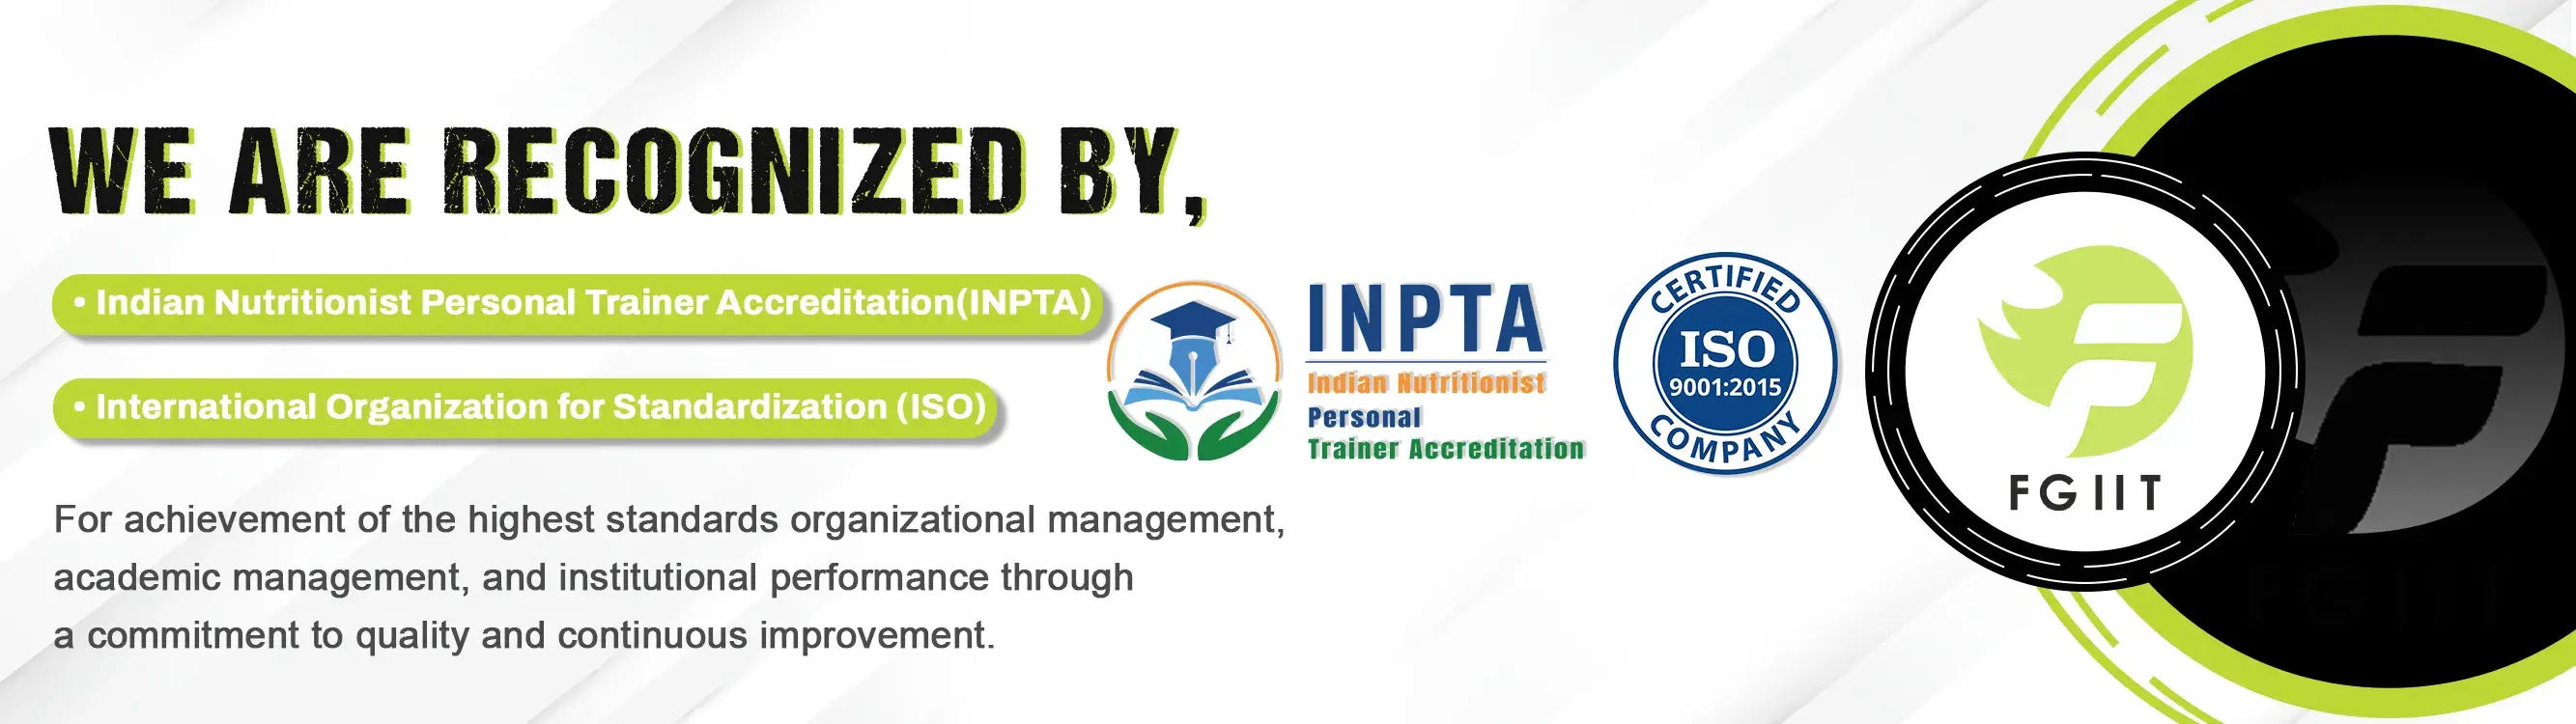 WE ARE RECOGNIZED BY,
• Indian Nutritionist Personal Trainer Accreditation(INPTA)
• International Organization for Standardization (ISO)
For achievement of the highest standards organizational management,
academic management, and institutional performance through
a commitment to quality and continuous improvement.
INPTA
Indian Nutritionist
Personal
Trainer Accreditation
CERTIFIED
ISO
9001:2015
COMPANY
FGIIT
FGIIT